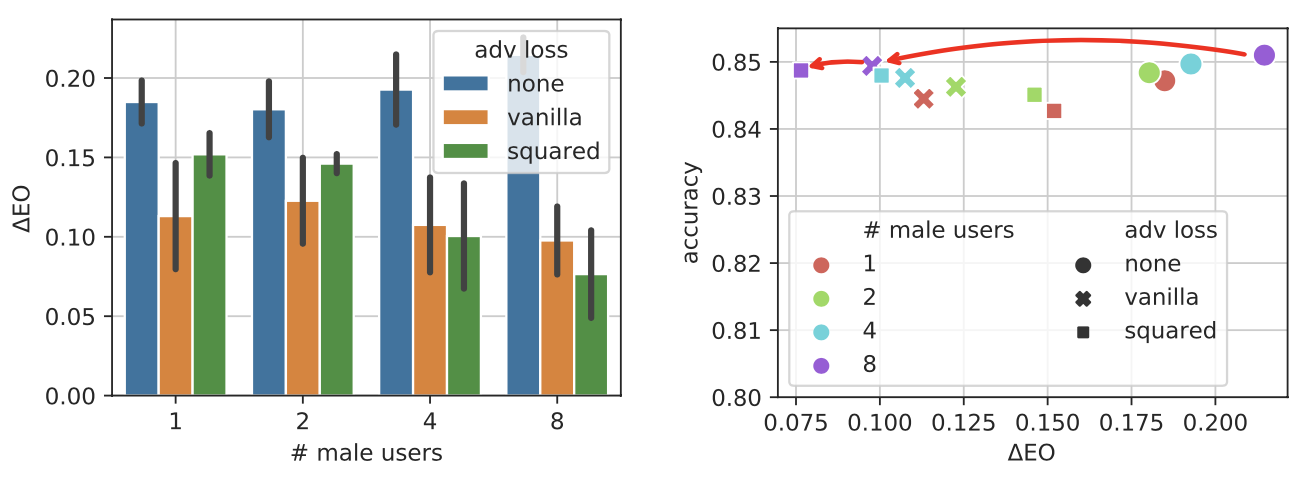 adv loss
none
vanilla
squared
0.20
0.15
0.10
0.05
0.00
ΔEO
1 2 4 8
# male users
0.85
0.84
0.83
0.82
0.81
0.80
accuracy
# male users
1
2
4
8
adv loss
none
vanilla
squared
0.075 0.100 0.125 0.150 0.175 0.200
ΔEO